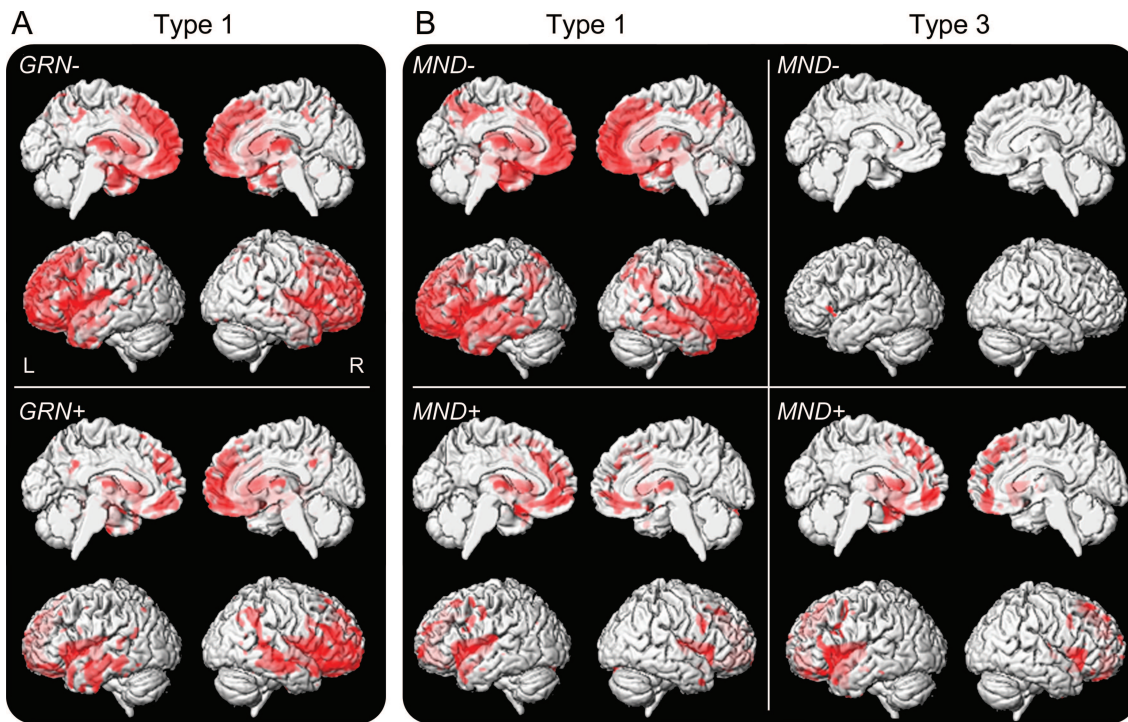 A Type 1
B Type 1 Type 3
GRN-
MND- MND-
L R
GRN+
MND+ MND+